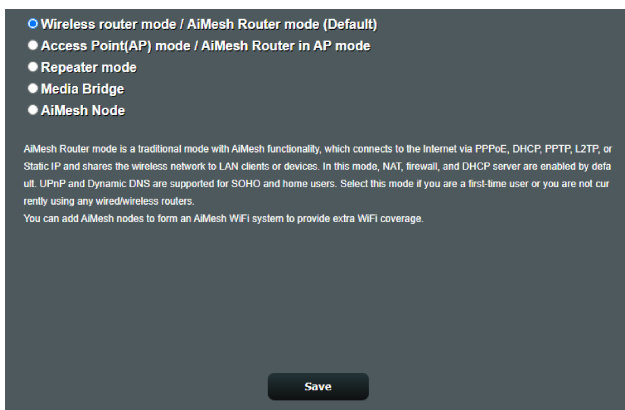 Wireless router mode / AiMesh Router mode (Default)
Access Point(AP) mode / AiMesh Router in AP mode
Repeater mode
Media Bridge
AiMesh Node
AiMesh Router mode is a traditional mode with AiMesh functionality, which connects to the Internet via PPPoE, DHCP, PPTP, L2TP, or
Static IP and shares the wireless network to LAN clients or devices. In this mode, NAT, firewall, and DHCP server are enabled by defa
ult. UPnP and Dynamic DNS are supported for SOHO and home users. Select this mode if you are a first-time user or you are not cur
rently using any wired/wireless routers.
You can add AiMesh nodes to form an AiMesh WiFi system to provide extra WiFi coverage.
Save